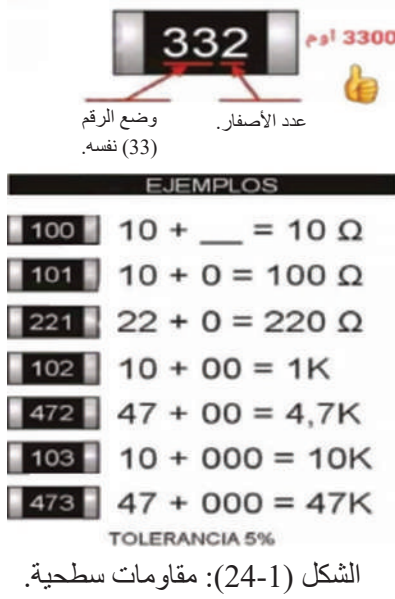 332
3300 اوم
وضع الرقم
(33) نفسه.
عدد الأصفار.
EJEMPLOS
100 10 + __ = 10 Ω
101 10 + 0 = 100 Ω
221 22 + 0 = 220 Ω
102 10 + 00 = 1K
472 47 + 00 = 4,7K
103 10 + 000 = 10K
473 47 + 000 = 47K
TOLERANCIA 5%
الشكل (1-24): مقاومات سطحية.